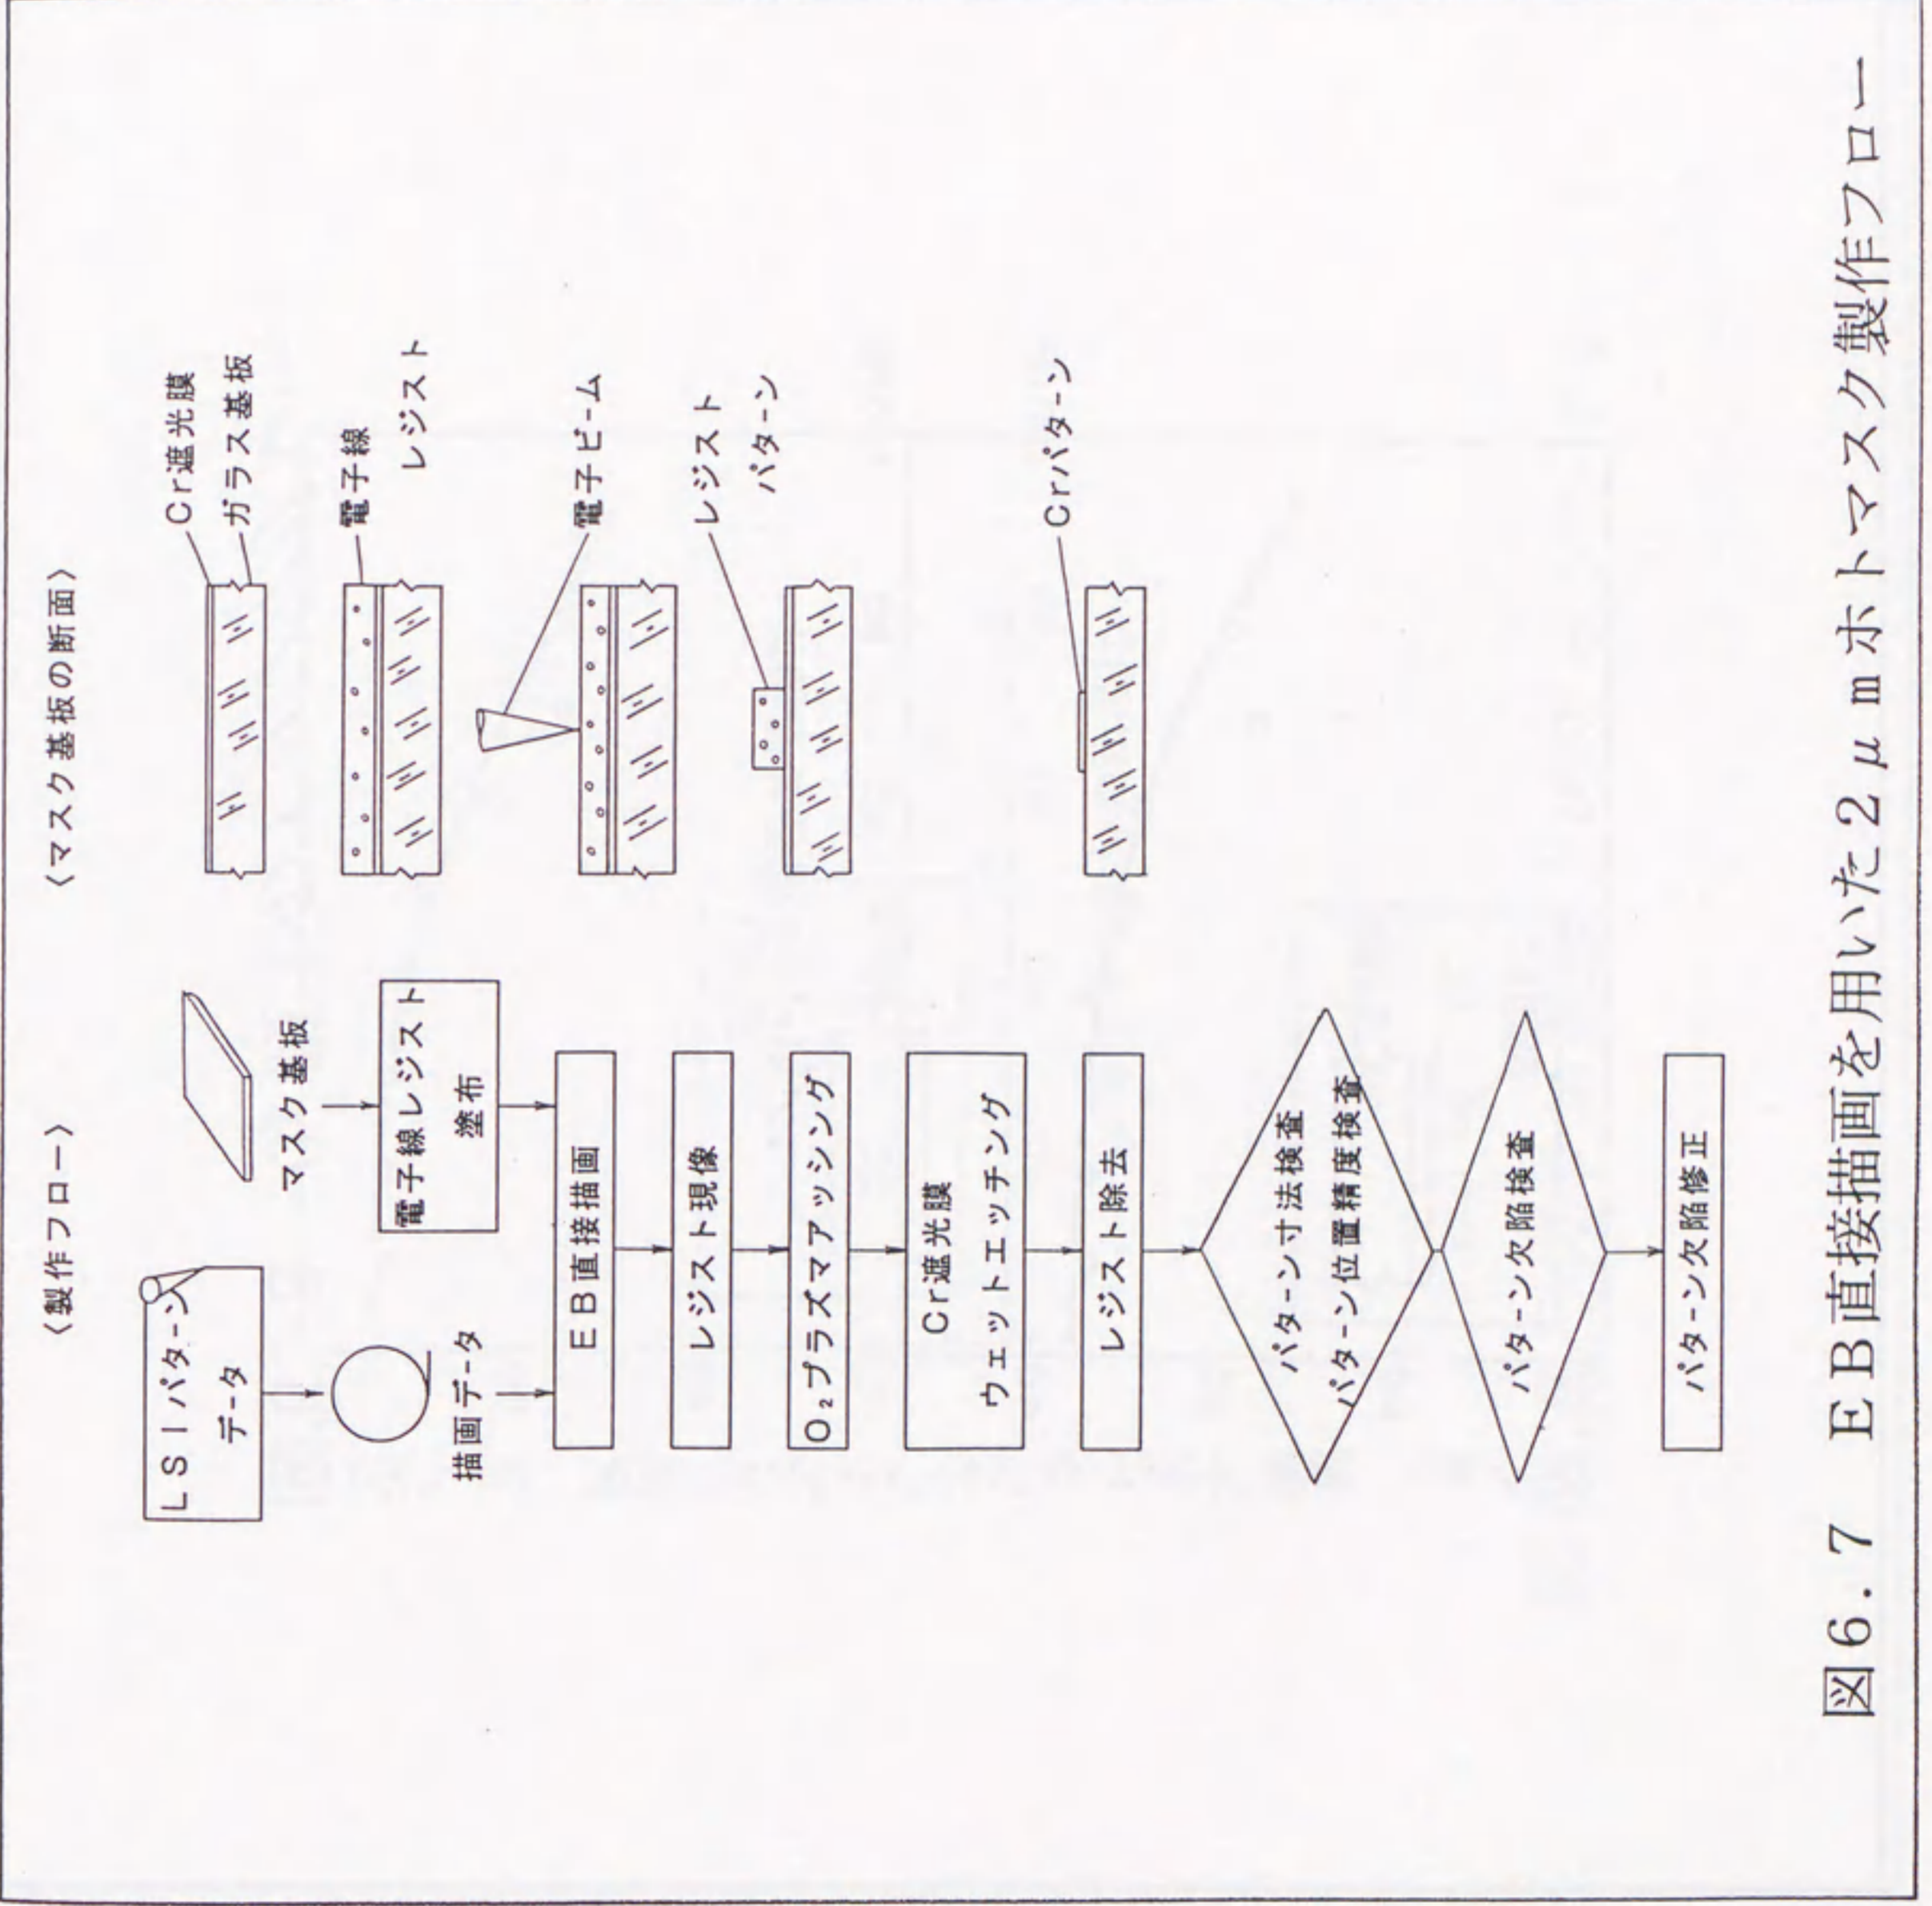 〈製作フロー〉
〈マスク基板の断面〉
LSIパターン
データ
描画データ
マスク基板
電子線レジスト
塗布
EB直接描画
レジスト現像
O₂プラズマアッシング
Cr遮光膜
ウェットエッチング
レジスト除去
パターン寸法検査
パターン位置精度検査
パターン欠陥検査
パターン欠陥修正
Cr遮光膜
ガラス基板
電子線
レジスト
電子ビーム
レジスト
パターン
Crパターン
図6.7 EB直接描画を用いた2μmホトマスク製作フロー